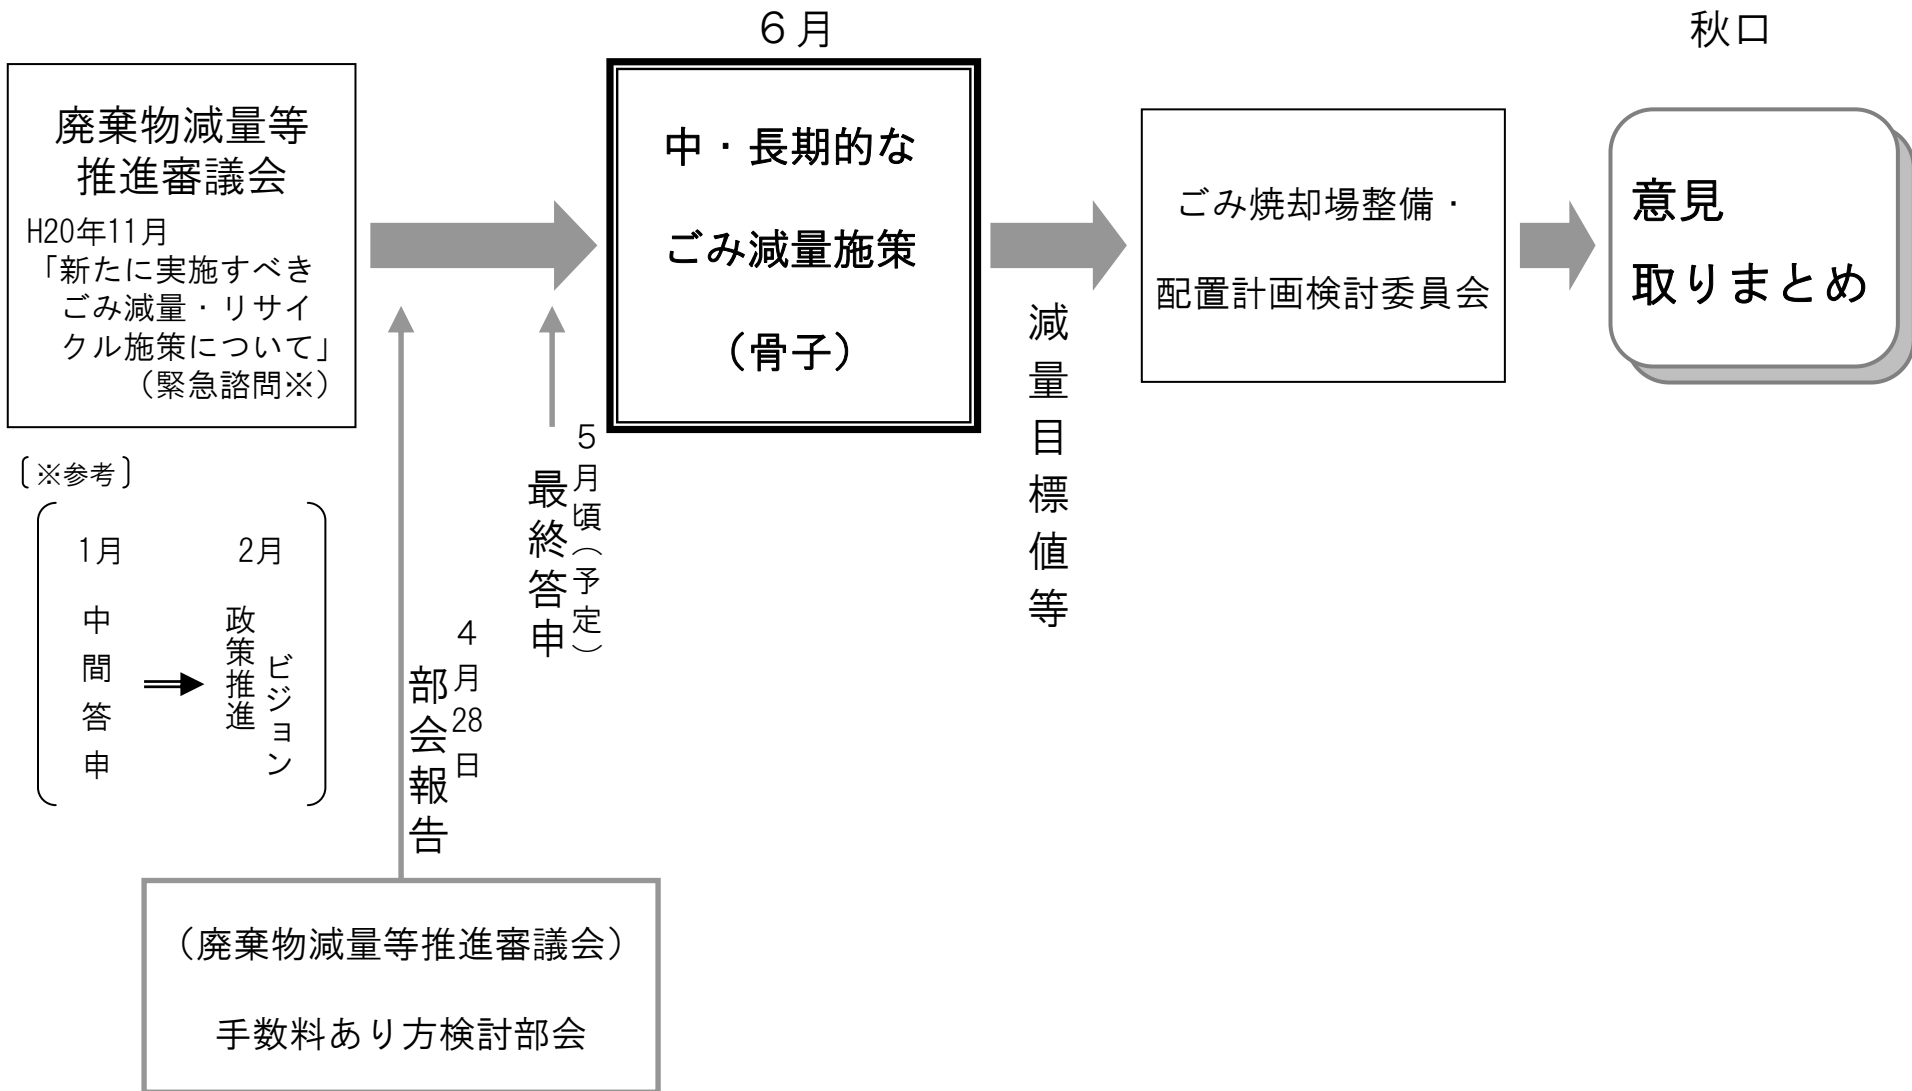 6月
秋口
廃棄物減量等
推進審議会
H20年11月
「新たに実施すべき
ごみ減量・リサイ
クル施策について」
(緊急諮問※)
中・長期的な
ごみ減量施策
(骨子)
減量目標値等
ごみ焼却場整備・
配置計画検討委員会
意見
取りまとめ
〔※参考〕
1月
中間答申
2月
政策推進
ビジョン
5月頃(予定)
最終答申
4月28日
部会報告
(廃棄物減量等推進審議会)
手数料あり方検討部会